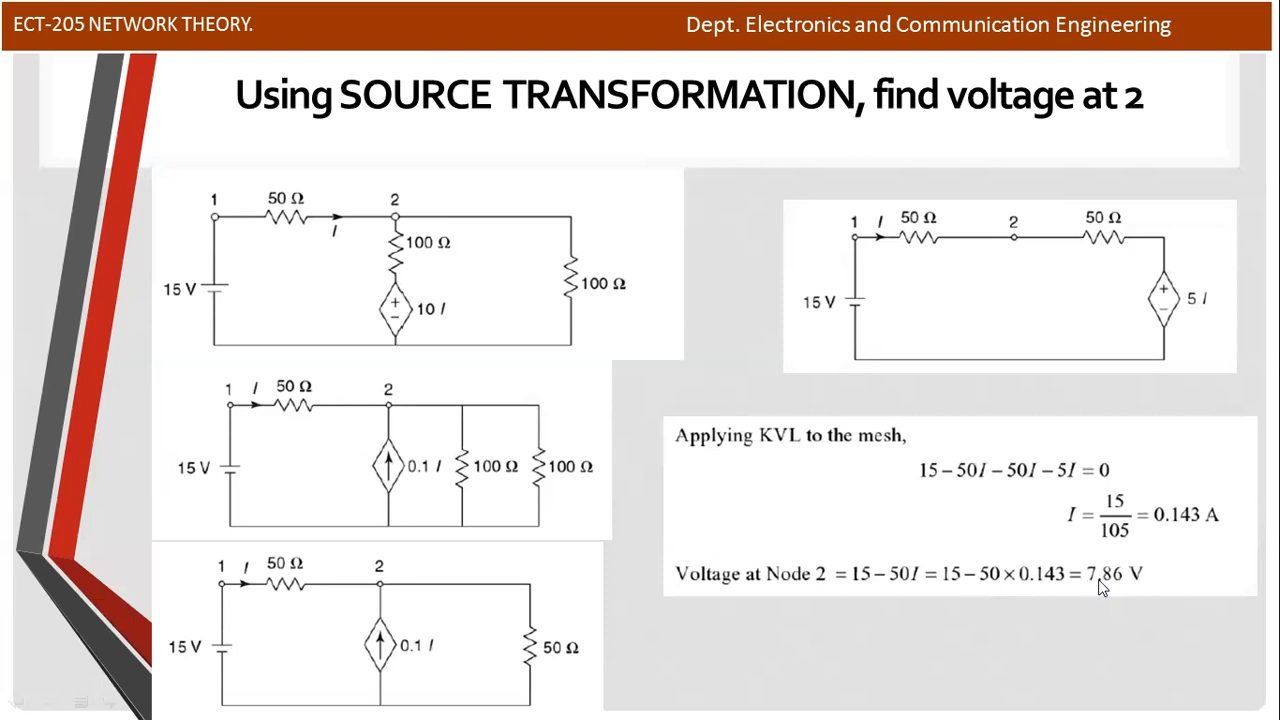 ECT-205 NETWORK THEORY.
Dept. Electronics and Communication Engineering
Using SOURCE TRANSFORMATION, find voltage at 2
1 50 Ω 2
I
100 Ω
15 V
+
−
10 I
100 Ω
1 I 50 Ω 2
15 V
0.1 I
100 Ω
100 Ω
1 I 50 Ω 2
15 V
0.1 I
50 Ω
1 I 50 Ω 2 50 Ω
15 V
+
−
5 I
Applying KVL to the mesh,
15 – 50I – 50I – 5I = 0
I = 15/105 = 0.143 A
Voltage at Node 2 = 15 – 50I = 15 – 50 × 0.143 = 7.86 V